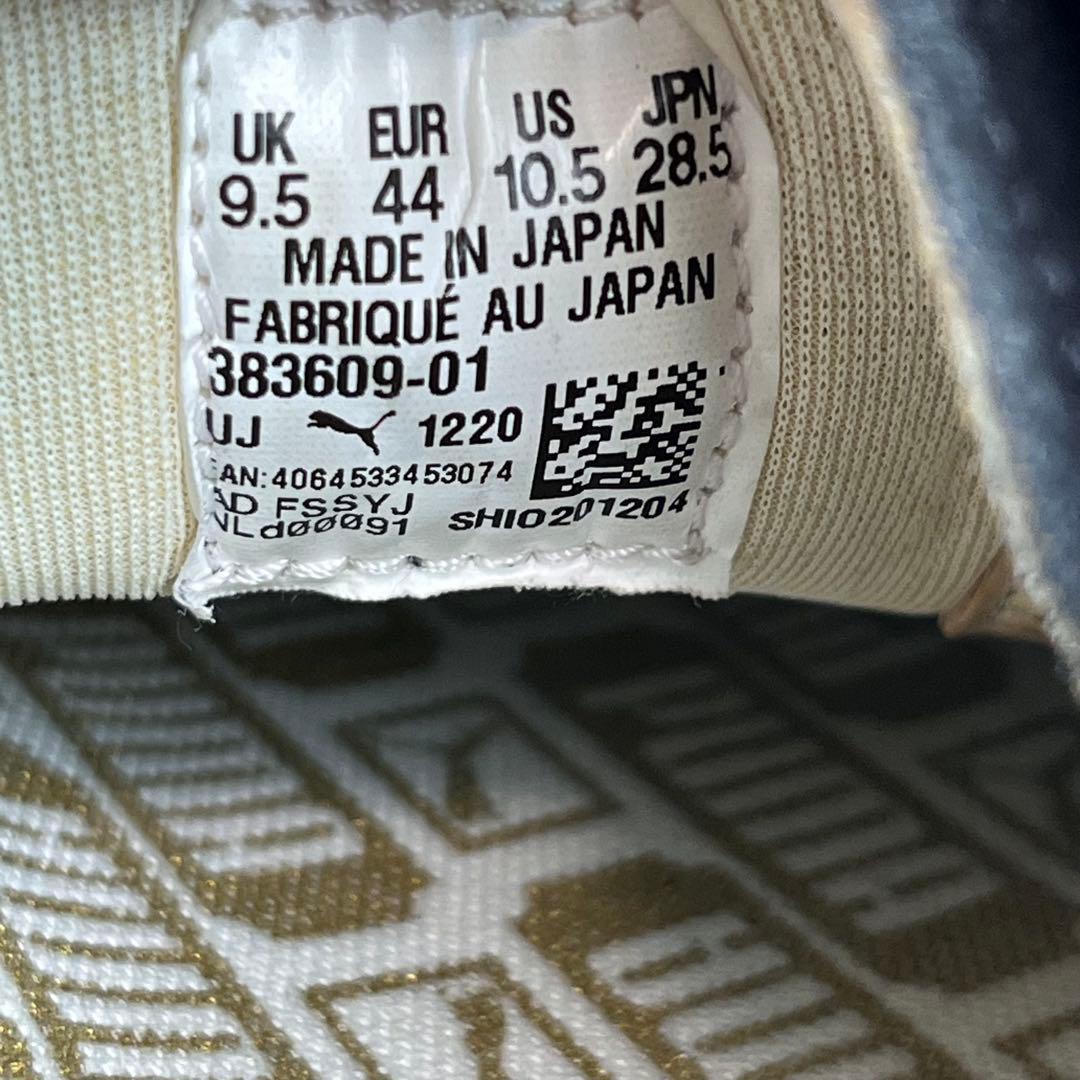 UK EUR US JPN
9.5 44 10.5 28.5
MADE IN JAPAN
FABRIQUÉ AU JAPAN
383609-01
UJ 1220
EAN:4064533453074
AD FSSYJ
NLd00091 SHI0201204